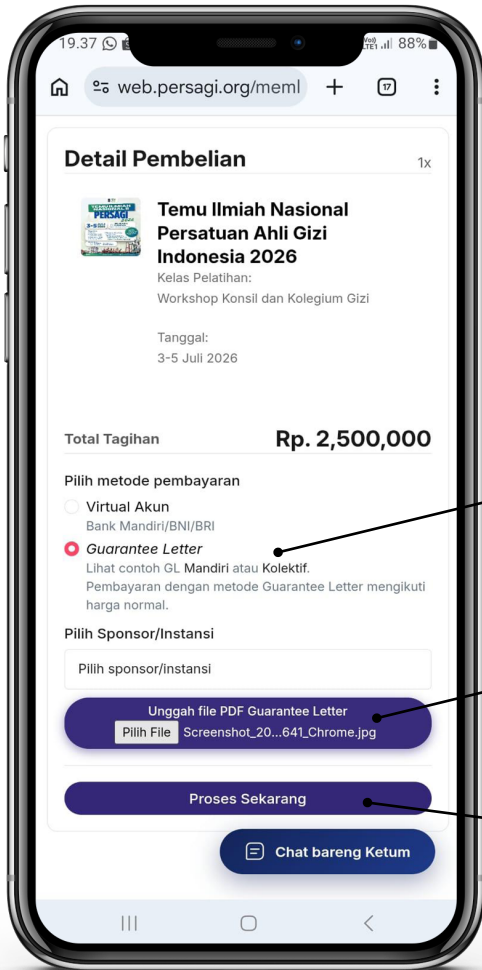 19.37 88%
web.persagi.org/meml 17
Detail Pembelian 1x
PERSAGI
Temu Ilmiah Nasional
Persatuan Ahli Gizi
Indonesia 2026
Kelas Pelatihan:
Workshop Konsil dan Kolegium Gizi
Tanggal:
3-5 Juli 2026
Total Tagihan Rp. 2,500,000
Pilih metode pembayaran
Virtual Akun
Bank Mandiri/BNI/BRI
Guarantee Letter
Lihat contoh GL Mandiri atau Kolektif.
Pembayaran dengan metode Guarantee Letter mengikuti
harga normal.
Pilih Sponsor/Instansi
Pilih sponsor/instansi
Unggah file PDF Guarantee Letter
Pilih File Screenshot_20...641_Chrome.jpg
Proses Sekarang
Chat bareng Ketum